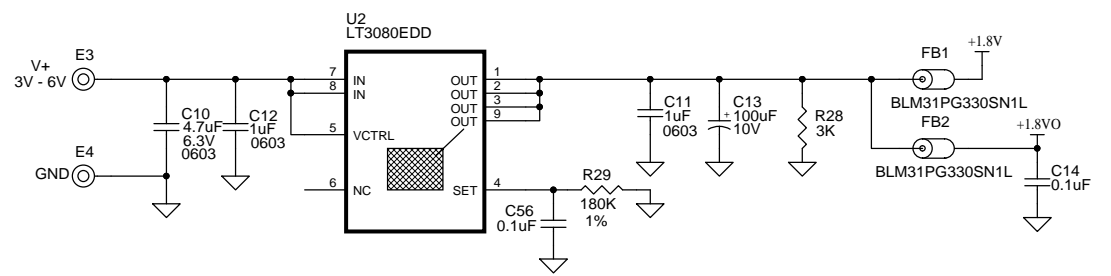 U2
LT3080EDD
V+
3V - 6V
E3
E4
GND
C10
4.7uF
6.3V
0603
C12
1uF
0603
7
IN
8
IN
5
VCTRL
6
NC
OUT
1
OUT
2
OUT
3
OUT
9
SET
4
C56
0.1uF
R29
180K
1%
C11
1uF
0603
C13
+
100uF
10V
R28
3K
FB1
+1.8V
BLM31PG330SN1L
FB2
+1.8VO
BLM31PG330SN1L
C14
0.1uF